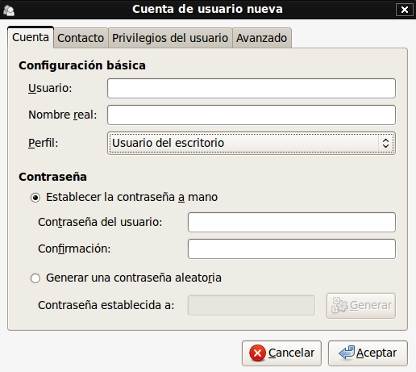 Cuenta de usuario nueva
Cuenta Contacto Privilegios del usuario Avanzado
Configuración básica
Usuario:
Nombre real:
Perfil: Usuario del escritorio
Contraseña
Establecer la contraseña a mano
Contraseña del usuario:
Confirmación:
Generar una contraseña aleatoria
Contraseña establecida a: Generar
Cancelar Aceptar